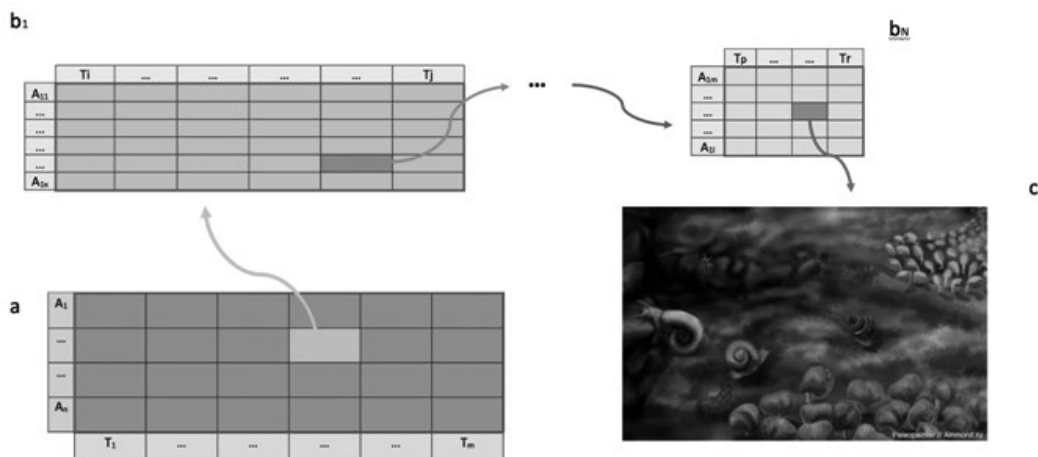 b1
bN
Ti ... ... ... ... Tj
A11
...
...
...
...
A1k
...
Tp ... ... Tr
A1m
...
...
...
A1l
c
a
A1
...
...
An
T1 ... ... ... ... Tm
Paleopainter // Ammonit.ru